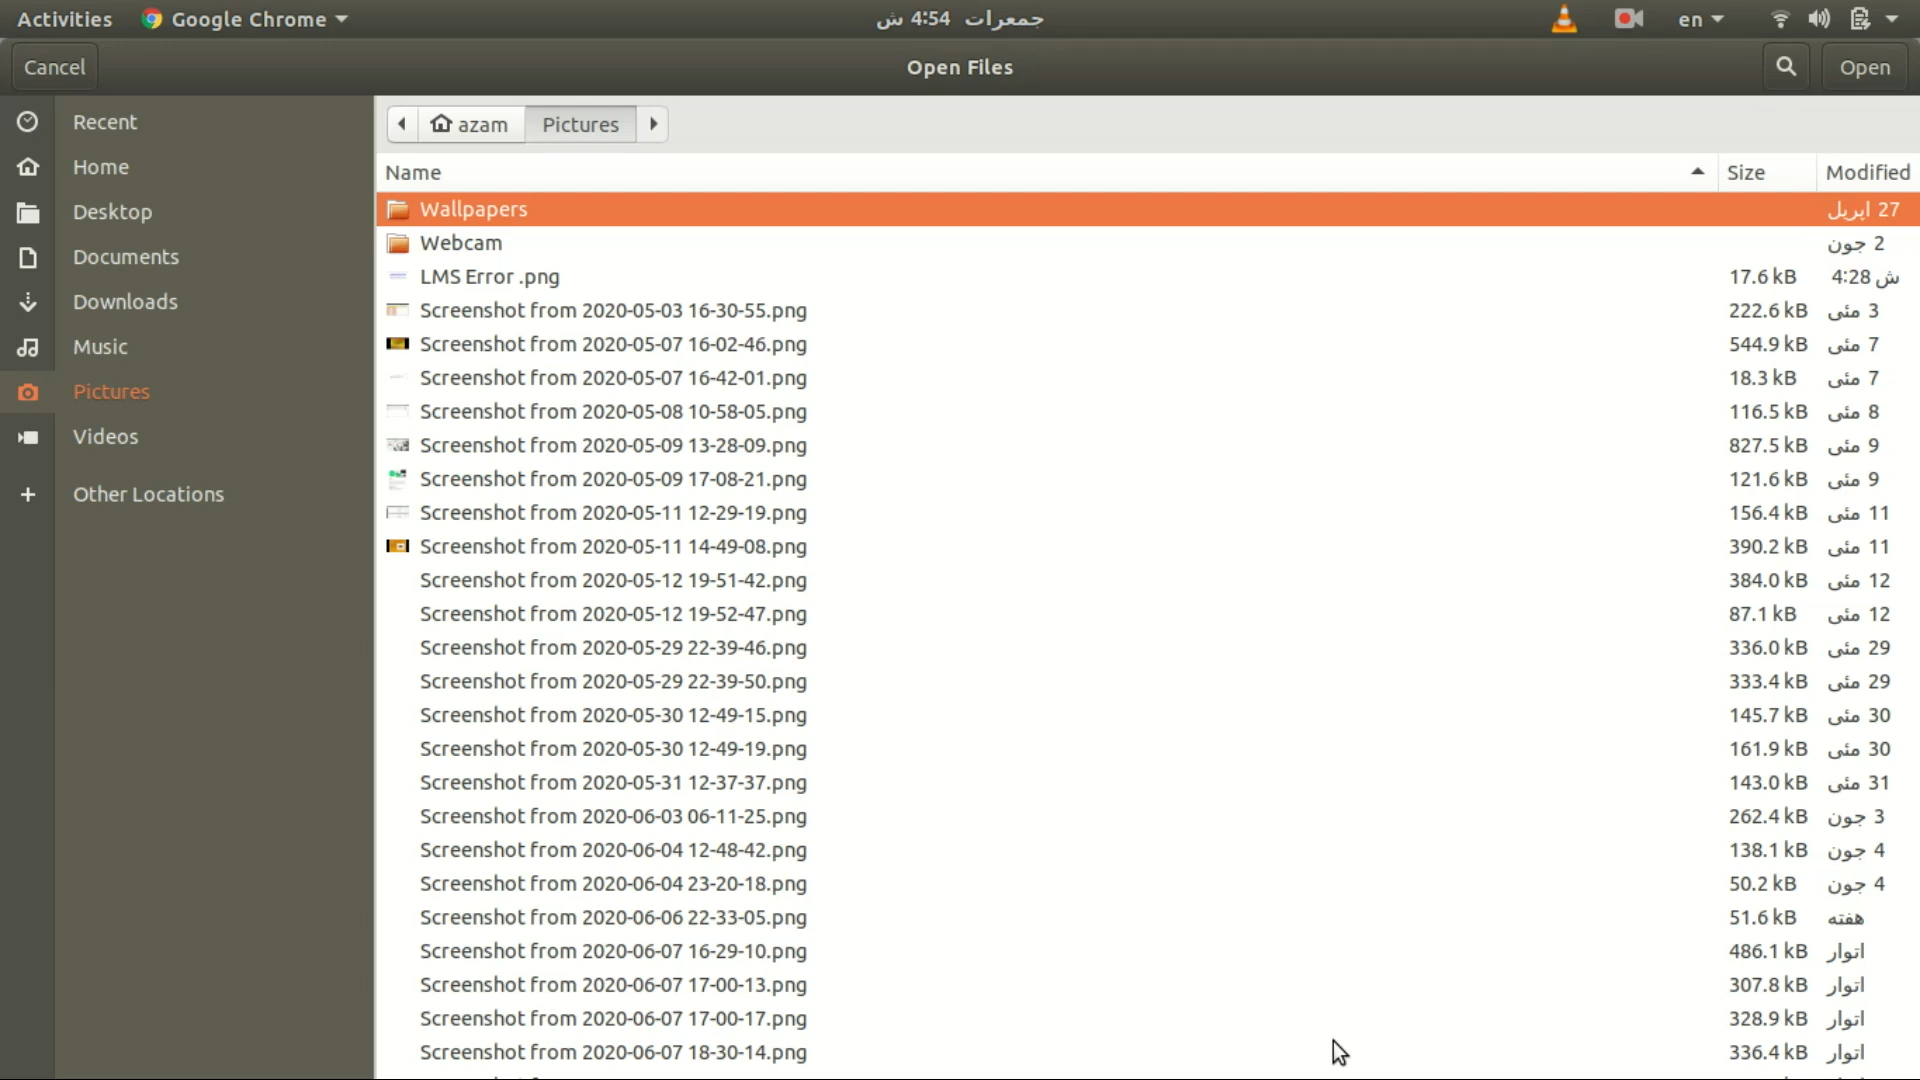 Activities Google Chrome جمعرات 4:54 ش en
Cancel Open Files Open
Recent
Home
Desktop
Documents
Downloads
Music
Pictures
Videos
Other Locations
azam Pictures
Name Size Modified
Wallpapers 27 اپریل
Webcam 2 جون
LMS Error .png 17.6 kB 4:28 ش
Screenshot from 2020-05-03 16-30-55.png 222.6 kB 3 مئی
Screenshot from 2020-05-07 16-02-46.png 544.9 kB 7 مئی
Screenshot from 2020-05-07 16-42-01.png 18.3 kB 7 مئی
Screenshot from 2020-05-08 10-58-05.png 116.5 kB 8 مئی
Screenshot from 2020-05-09 13-28-09.png 827.5 kB 9 مئی
Screenshot from 2020-05-09 17-08-21.png 121.6 kB 9 مئی
Screenshot from 2020-05-11 12-29-19.png 156.4 kB 11 مئی
Screenshot from 2020-05-11 14-49-08.png 390.2 kB 11 مئی
Screenshot from 2020-05-12 19-51-42.png 384.0 kB 12 مئی
Screenshot from 2020-05-12 19-52-47.png 87.1 kB 12 مئی
Screenshot from 2020-05-29 22-39-46.png 336.0 kB 29 مئی
Screenshot from 2020-05-29 22-39-50.png 333.4 kB 29 مئی
Screenshot from 2020-05-30 12-49-15.png 145.7 kB 30 مئی
Screenshot from 2020-05-30 12-49-19.png 161.9 kB 30 مئی
Screenshot from 2020-05-31 12-37-37.png 143.0 kB 31 مئی
Screenshot from 2020-06-03 06-11-25.png 262.4 kB 3 جون
Screenshot from 2020-06-04 12-48-42.png 138.1 kB 4 جون
Screenshot from 2020-06-04 23-20-18.png 50.2 kB 4 جون
Screenshot from 2020-06-06 22-33-05.png 51.6 kB هفته
Screenshot from 2020-06-07 16-29-10.png 486.1 kB اتوار
Screenshot from 2020-06-07 17-00-13.png 307.8 kB اتوار
Screenshot from 2020-06-07 17-00-17.png 328.9 kB اتوار
Screenshot from 2020-06-07 18-30-14.png 336.4 kB اتوار